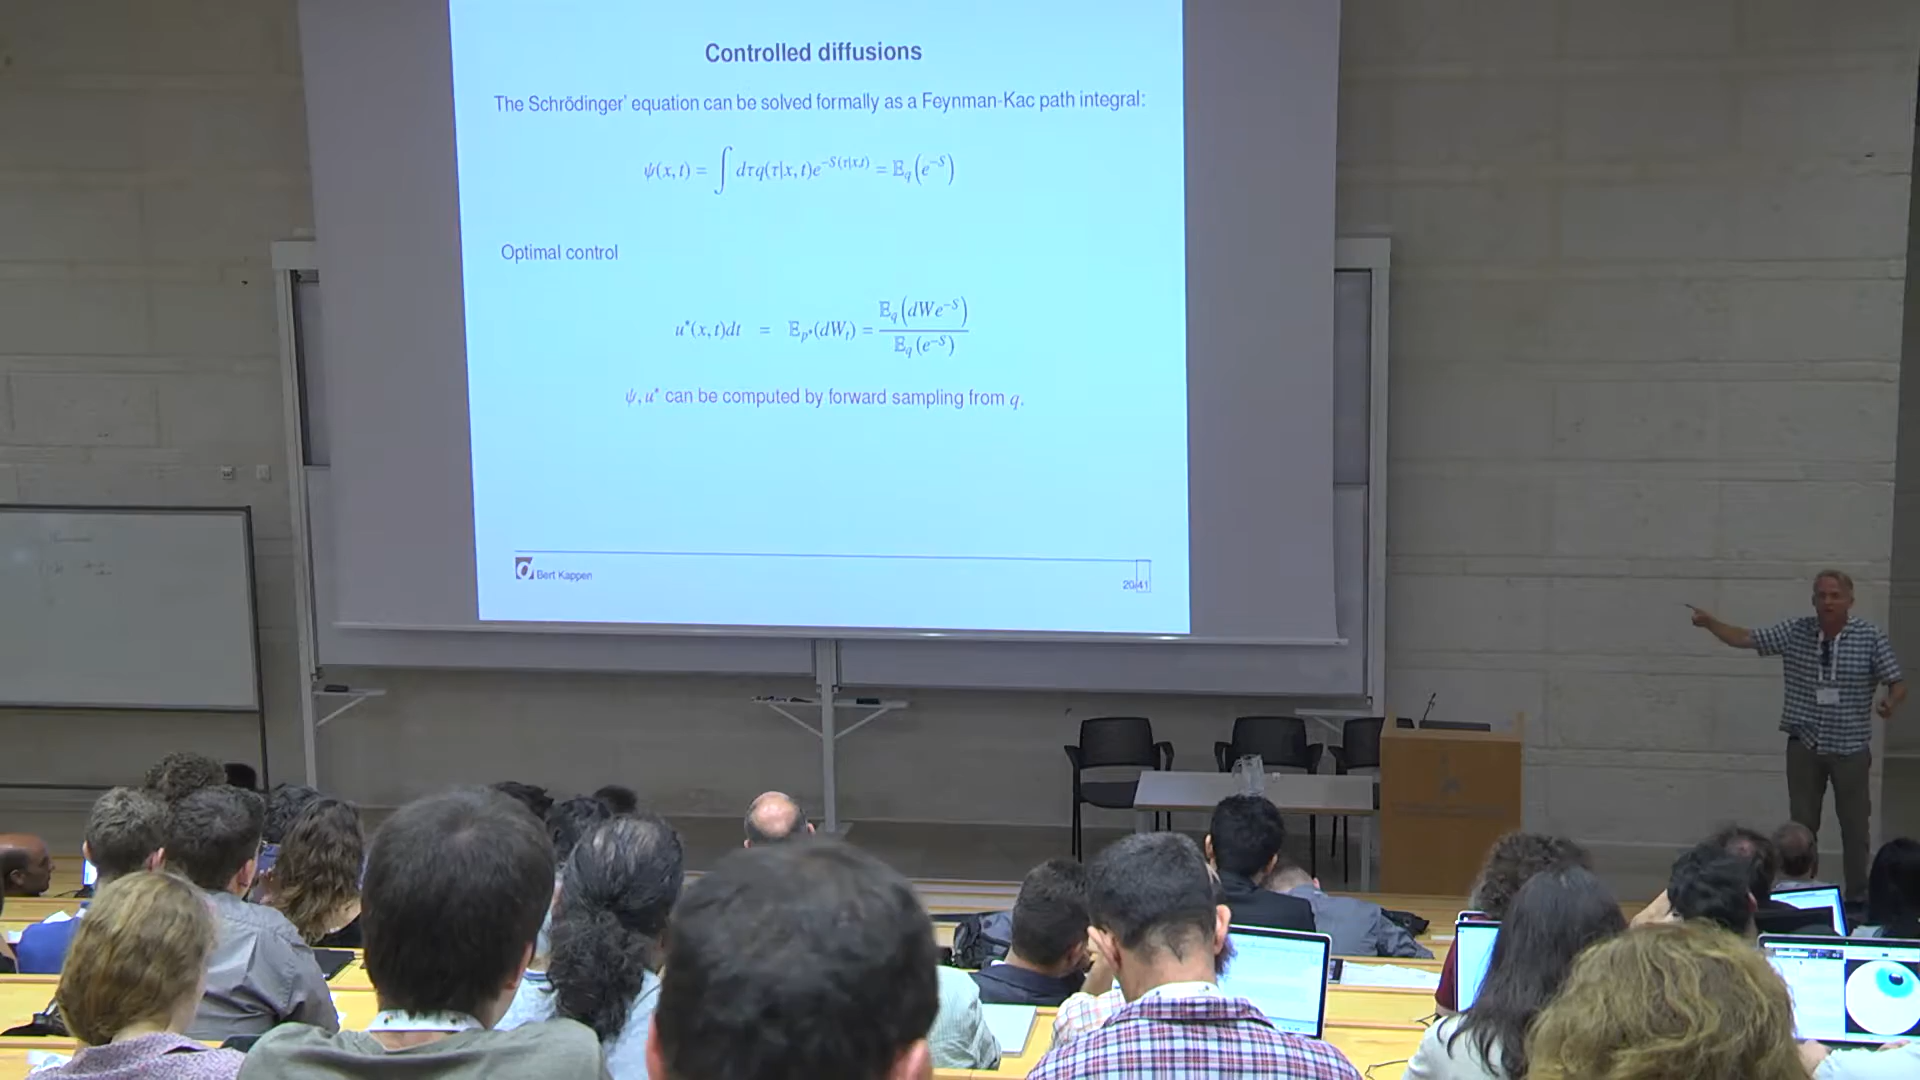 Controlled diffusions
The Schrödinger' equation can be solved formally as a Feynman-Kac path integral:
ψ(x, t) = ∫ dτq(τ|x, t)e^{-S(τ|x,t)} = 𝔼_q(e^{-S})
Optimal control
u*(x, t)dt = 𝔼_{p*}(dW_t) = 𝔼_q(dWe^{-S}) / 𝔼_q(e^{-S})
ψ, u* can be computed by forward sampling from q.
Bert Kappen
20/41